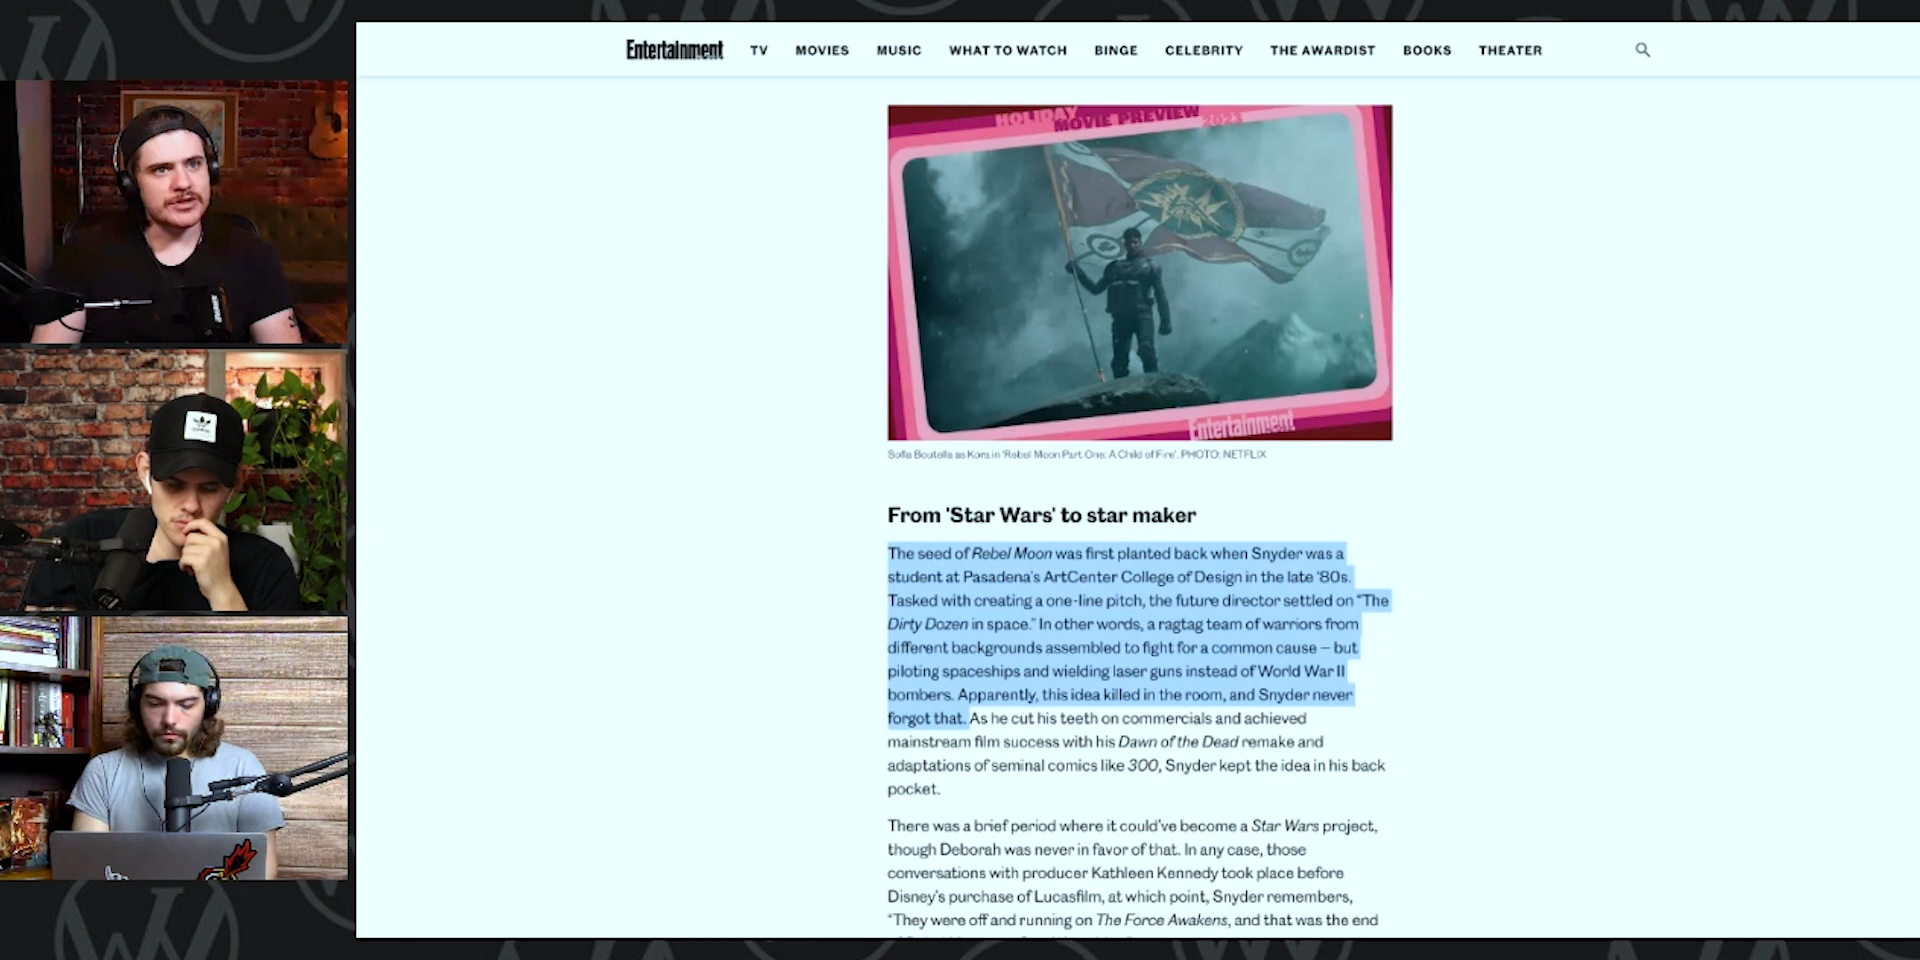 Entertainment TV MOVIES MUSIC WHAT TO WATCH BINGE CELEBRITY THE AWARDIST BOOKS THEATER
HOLIDAY
MOVIE PREVIEW
2023
Entertainment
Sofia Boutella as Kora in 'Rebel Moon Part One: A Child of Fire'. PHOTO: NETFLIX
From 'Star Wars' to star maker
The seed of Rebel Moon was first planted back when Snyder was a
student at Pasadena's ArtCenter College of Design in the late '80s.
Tasked with creating a one-line pitch, the future director settled on "The
Dirty Dozen in space." In other words, a ragtag team of warriors from
different backgrounds assembled to fight for a common cause — but
piloting spaceships and wielding laser guns instead of World War II
bombers. Apparently, this idea killed in the room, and Snyder never
forgot that. As he cut his teeth on commercials and achieved
mainstream film success with his Dawn of the Dead remake and
adaptations of seminal comics like 300, Snyder kept the idea in his back
pocket.
There was a brief period where it could've become a Star Wars project,
though Deborah was never in favor of that. In any case, those
conversations with producer Kathleen Kennedy took place before
Disney's purchase of Lucasfilm, at which point, Snyder remembers,
"They were off and running on The Force Awakens, and that was the end